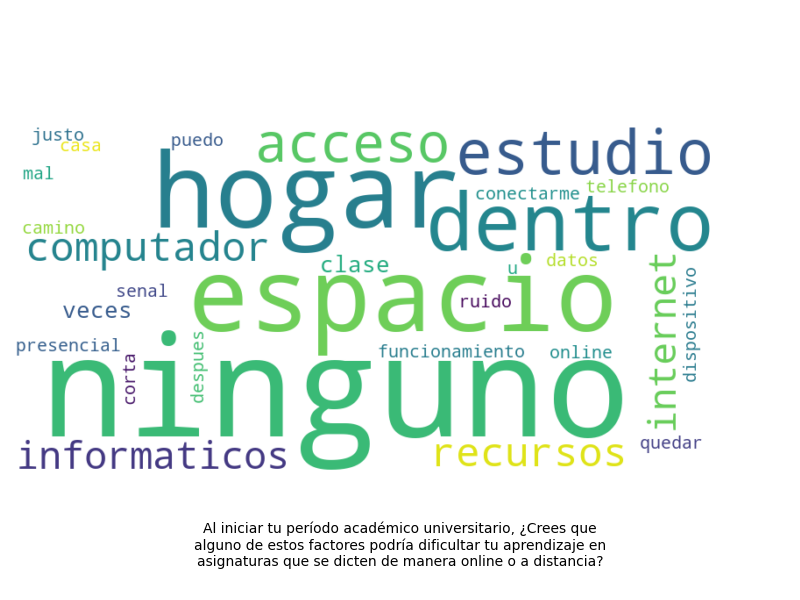 justo
casa
puedo
acceso
estudio
mal
hogar
conectarme
telefono
camino
dentro
computador
clase
u
datos
espacio
internet
senal
veces
ruido
dispositivo
presencial
corta
despues
funcionamiento
online
ninguno
quedar
informaticos
recursos
Al iniciar tu período académico universitario, ¿Crees que
alguno de estos factores podría dificultar tu aprendizaje en
asignaturas que se dicten de manera online o a distancia?